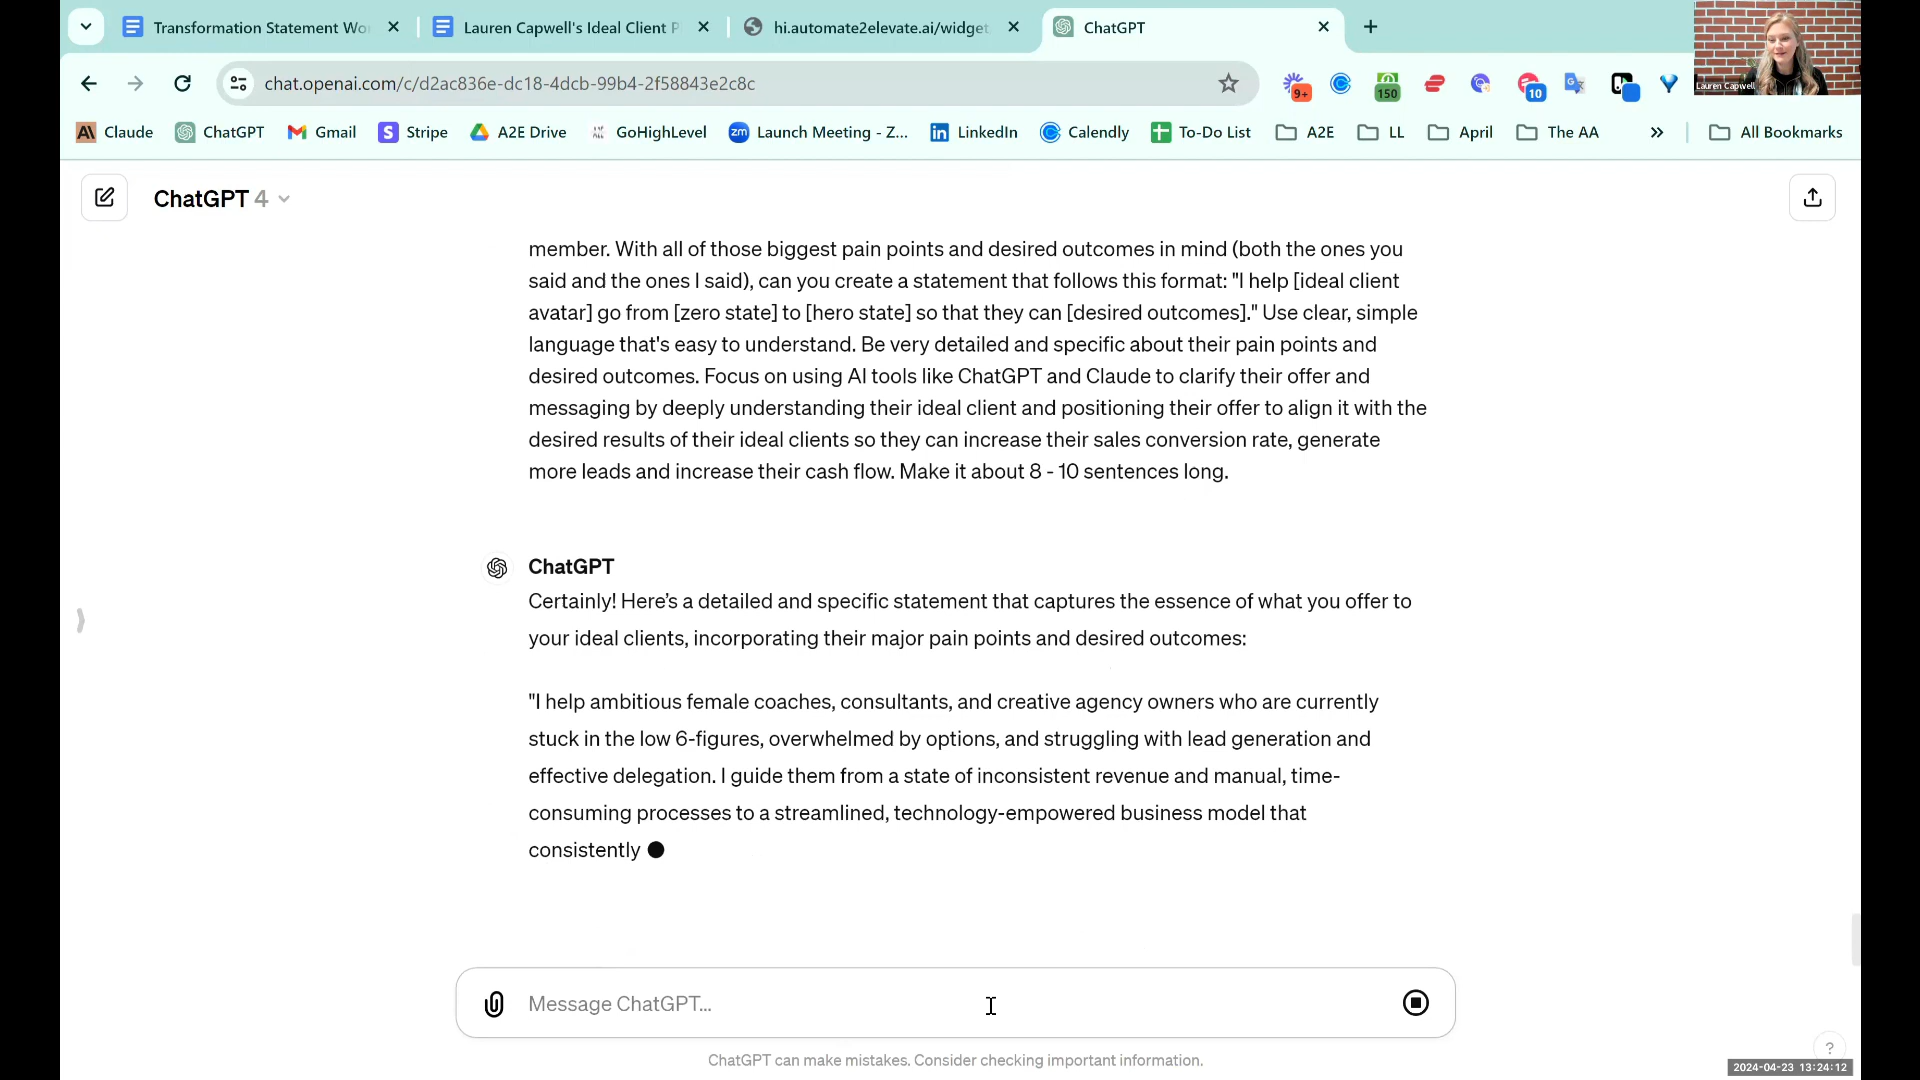 Transformation Statement Wor
Lauren Capwell's Ideal Client P
hi.automate2elevate.ai/widget
ChatGPT
chat.openai.com/c/d2ac836e-dc18-4dcb-99b4-2f58843e2c8c
9+
150
10
Lauren Capwell
Claude
ChatGPT
Gmail
Stripe
A2E Drive
GoHighLevel
zm
Launch Meeting - Z...
LinkedIn
Calendly
To-Do List
A2E
LL
April
The AA
»
All Bookmarks
ChatGPT 4
member. With all of those biggest pain points and desired outcomes in mind (both the ones you
said and the ones I said), can you create a statement that follows this format: "I help [ideal client
avatar] go from [zero state] to [hero state] so that they can [desired outcomes]." Use clear, simple
language that's easy to understand. Be very detailed and specific about their pain points and
desired outcomes. Focus on using AI tools like ChatGPT and Claude to clarify their offer and
messaging by deeply understanding their ideal client and positioning their offer to align it with the
desired results of their ideal clients so they can increase their sales conversion rate, generate
more leads and increase their cash flow. Make it about 8 - 10 sentences long.
ChatGPT
Certainly! Here's a detailed and specific statement that captures the essence of what you offer to
your ideal clients, incorporating their major pain points and desired outcomes:
"I help ambitious female coaches, consultants, and creative agency owners who are currently
stuck in the low 6-figures, overwhelmed by options, and struggling with lead generation and
effective delegation. I guide them from a state of inconsistent revenue and manual, time-
consuming processes to a streamlined, technology-empowered business model that
consistently
Message ChatGPT...
ChatGPT can make mistakes. Consider checking important information.
?
2024-04-23 13:24:12